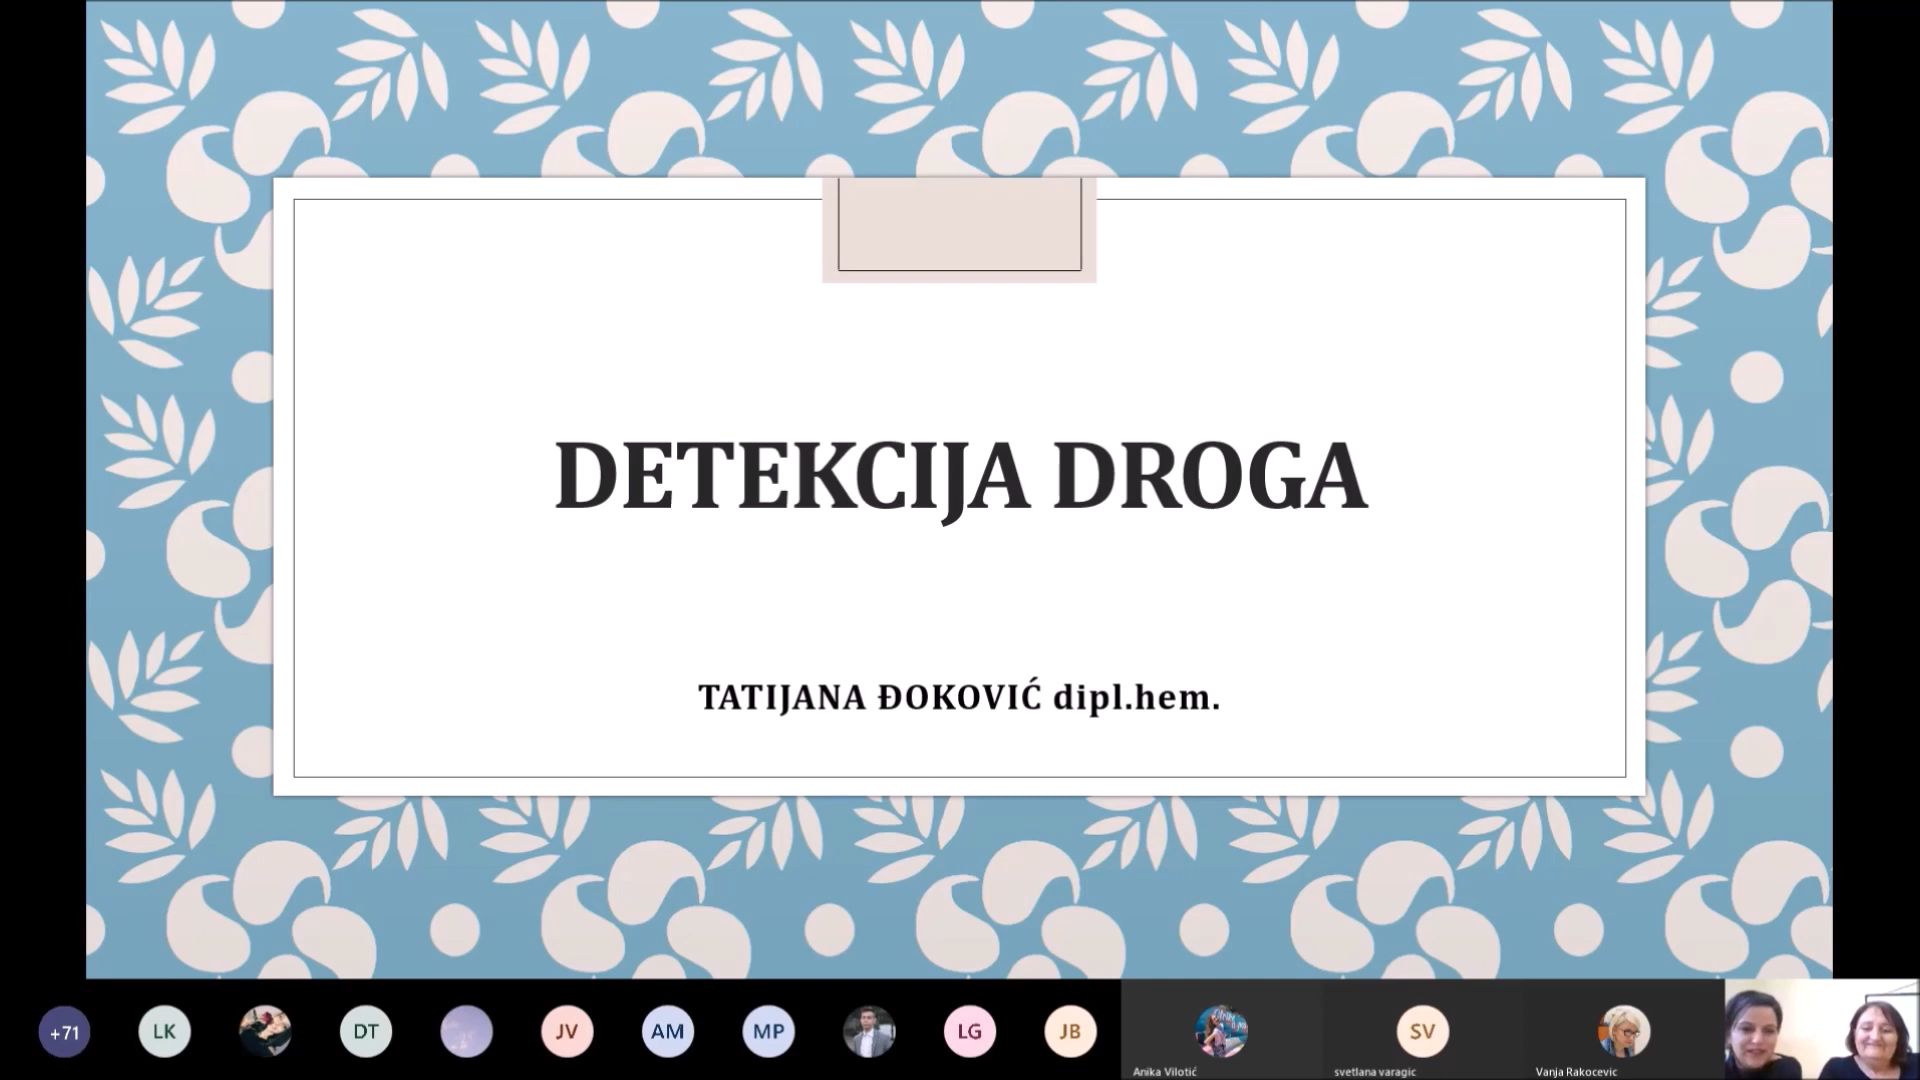 DETEKCIJA DROGA
TATIJANA ĐOKOVIĆ dipl.hem.
+71
LK
DT
JV
AM
MP
LG
JB
Anika Vilotić
SV
svetlana varagic
Vanja Rakocevic